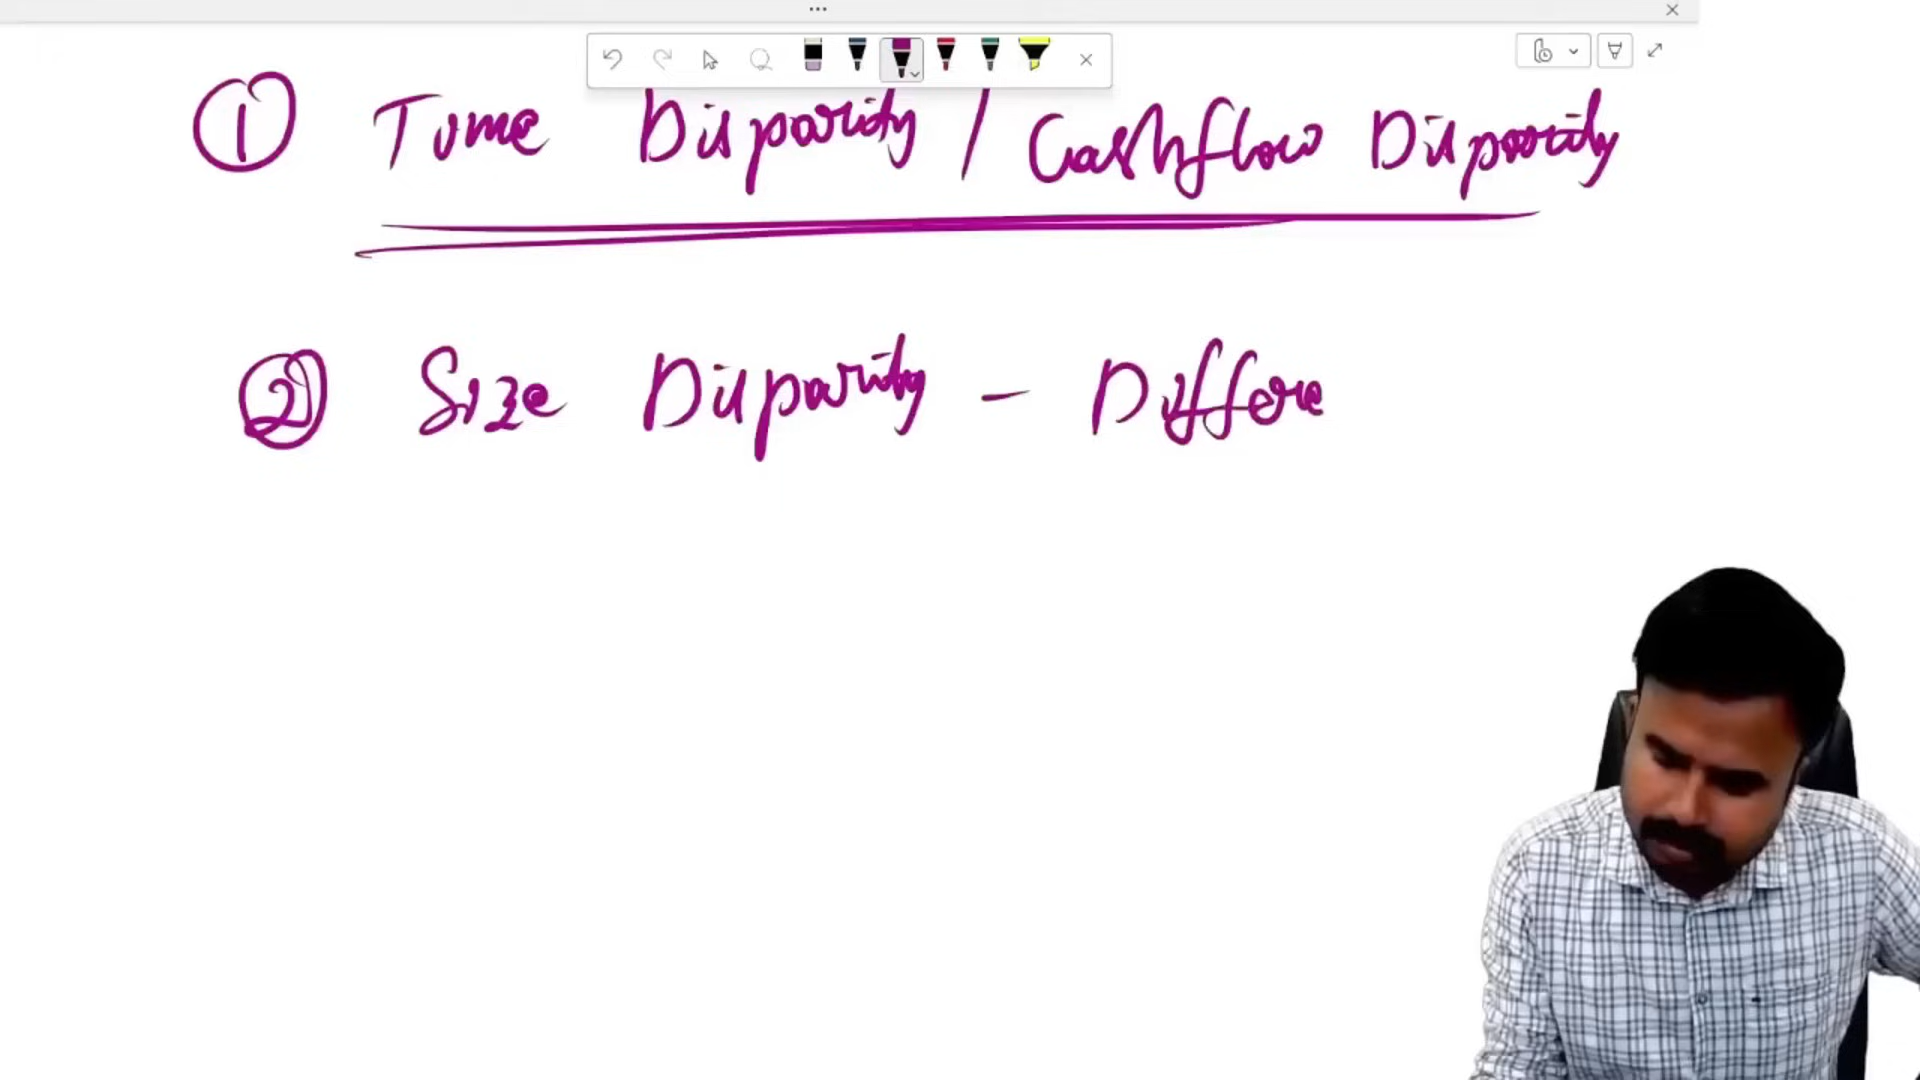 ① Time Disparity / Cashflow Disparity
② Size Disparity - Differe